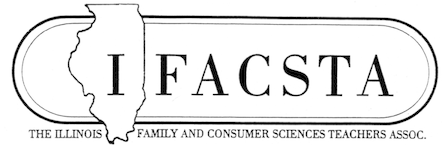 I FACSTA
THE ILLINOIS FAMILY AND CONSUMER SCIENCES TEACHERS ASSOC.